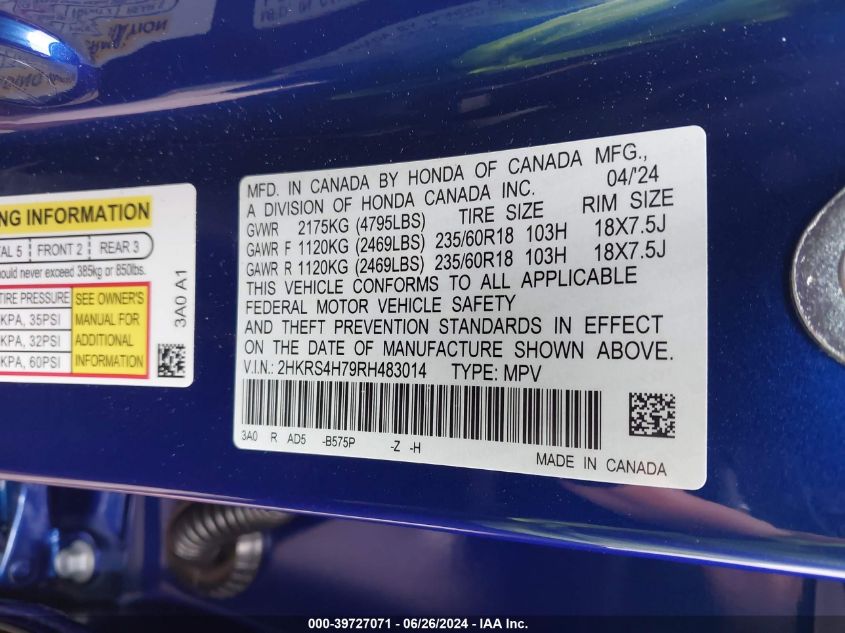 MFD. IN CANADA BY HONDA OF CANADA MFG.,
A DIVISION OF HONDA CANADA INC. 04/'24
GVWR 2175KG (4795LBS) TIRE SIZE RIM SIZE
GAWR F 1120KG (2469LBS) 235/60R18 103H 18X7.5J
GAWR R 1120KG (2469LBS) 235/60R18 103H 18X7.5J
THIS VEHICLE CONFORMS TO ALL APPLICABLE
FEDERAL MOTOR VEHICLE SAFETY
AND THEFT PREVENTION STANDARDS IN EFFECT
ON THE DATE OF MANUFACTURE SHOWN ABOVE.
V.I.N.: 2HKRS4H79RH483014 TYPE: MPV
3A0 R AD5 -B575P -Z -H
MADE IN CANADA
NG INFORMATION
TAL 5 FRONT 2 REAR 3
hould never exceed 385kg or 850lbs.
TIRE PRESSURE SEE OWNER'S
KPA, 35PSI MANUAL FOR
KPA, 32PSI ADDITIONAL
KPA, 60PSI INFORMATION
3A0 A1
000-39727071 - 06/26/2024 - IAA Inc.